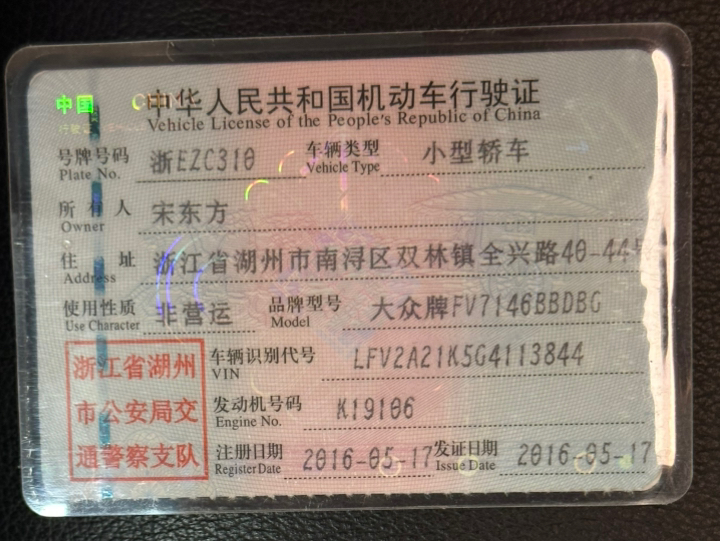 中国
中华人民共和国机动车行驶证
Vehicle License of the People's Republic of China
号牌号码 浙EZC310 车辆类型 小型轿车
Plate No. Vehicle Type
所有人 宋东方
Owner
住址 浙江省湖州市南浔区双林镇全兴路40-44号
Address
使用性质 非营运 品牌型号 大众牌FV7146BBDBG
Use Character Model
浙江省湖州 车辆识别代号 LFV2A21K5G4113844
VIN
市公安局交 发动机号码 K19106
Engine No.
通警察支队 注册日期 2016-05-17 发证日期 2016-05-17
Register Date Issue Date